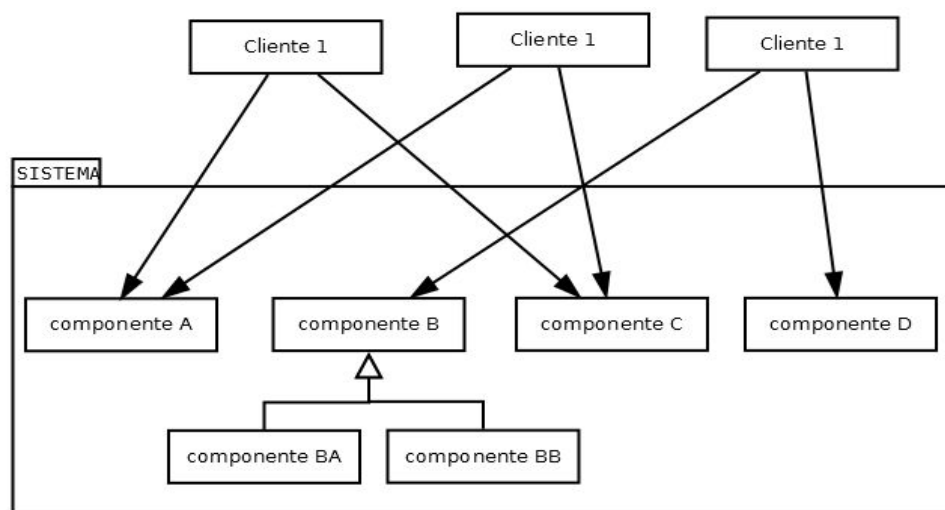 Cliente 1
Cliente 1
Cliente 1
SISTEMA
componente A
componente B
componente C
componente D
componente BA
componente BB